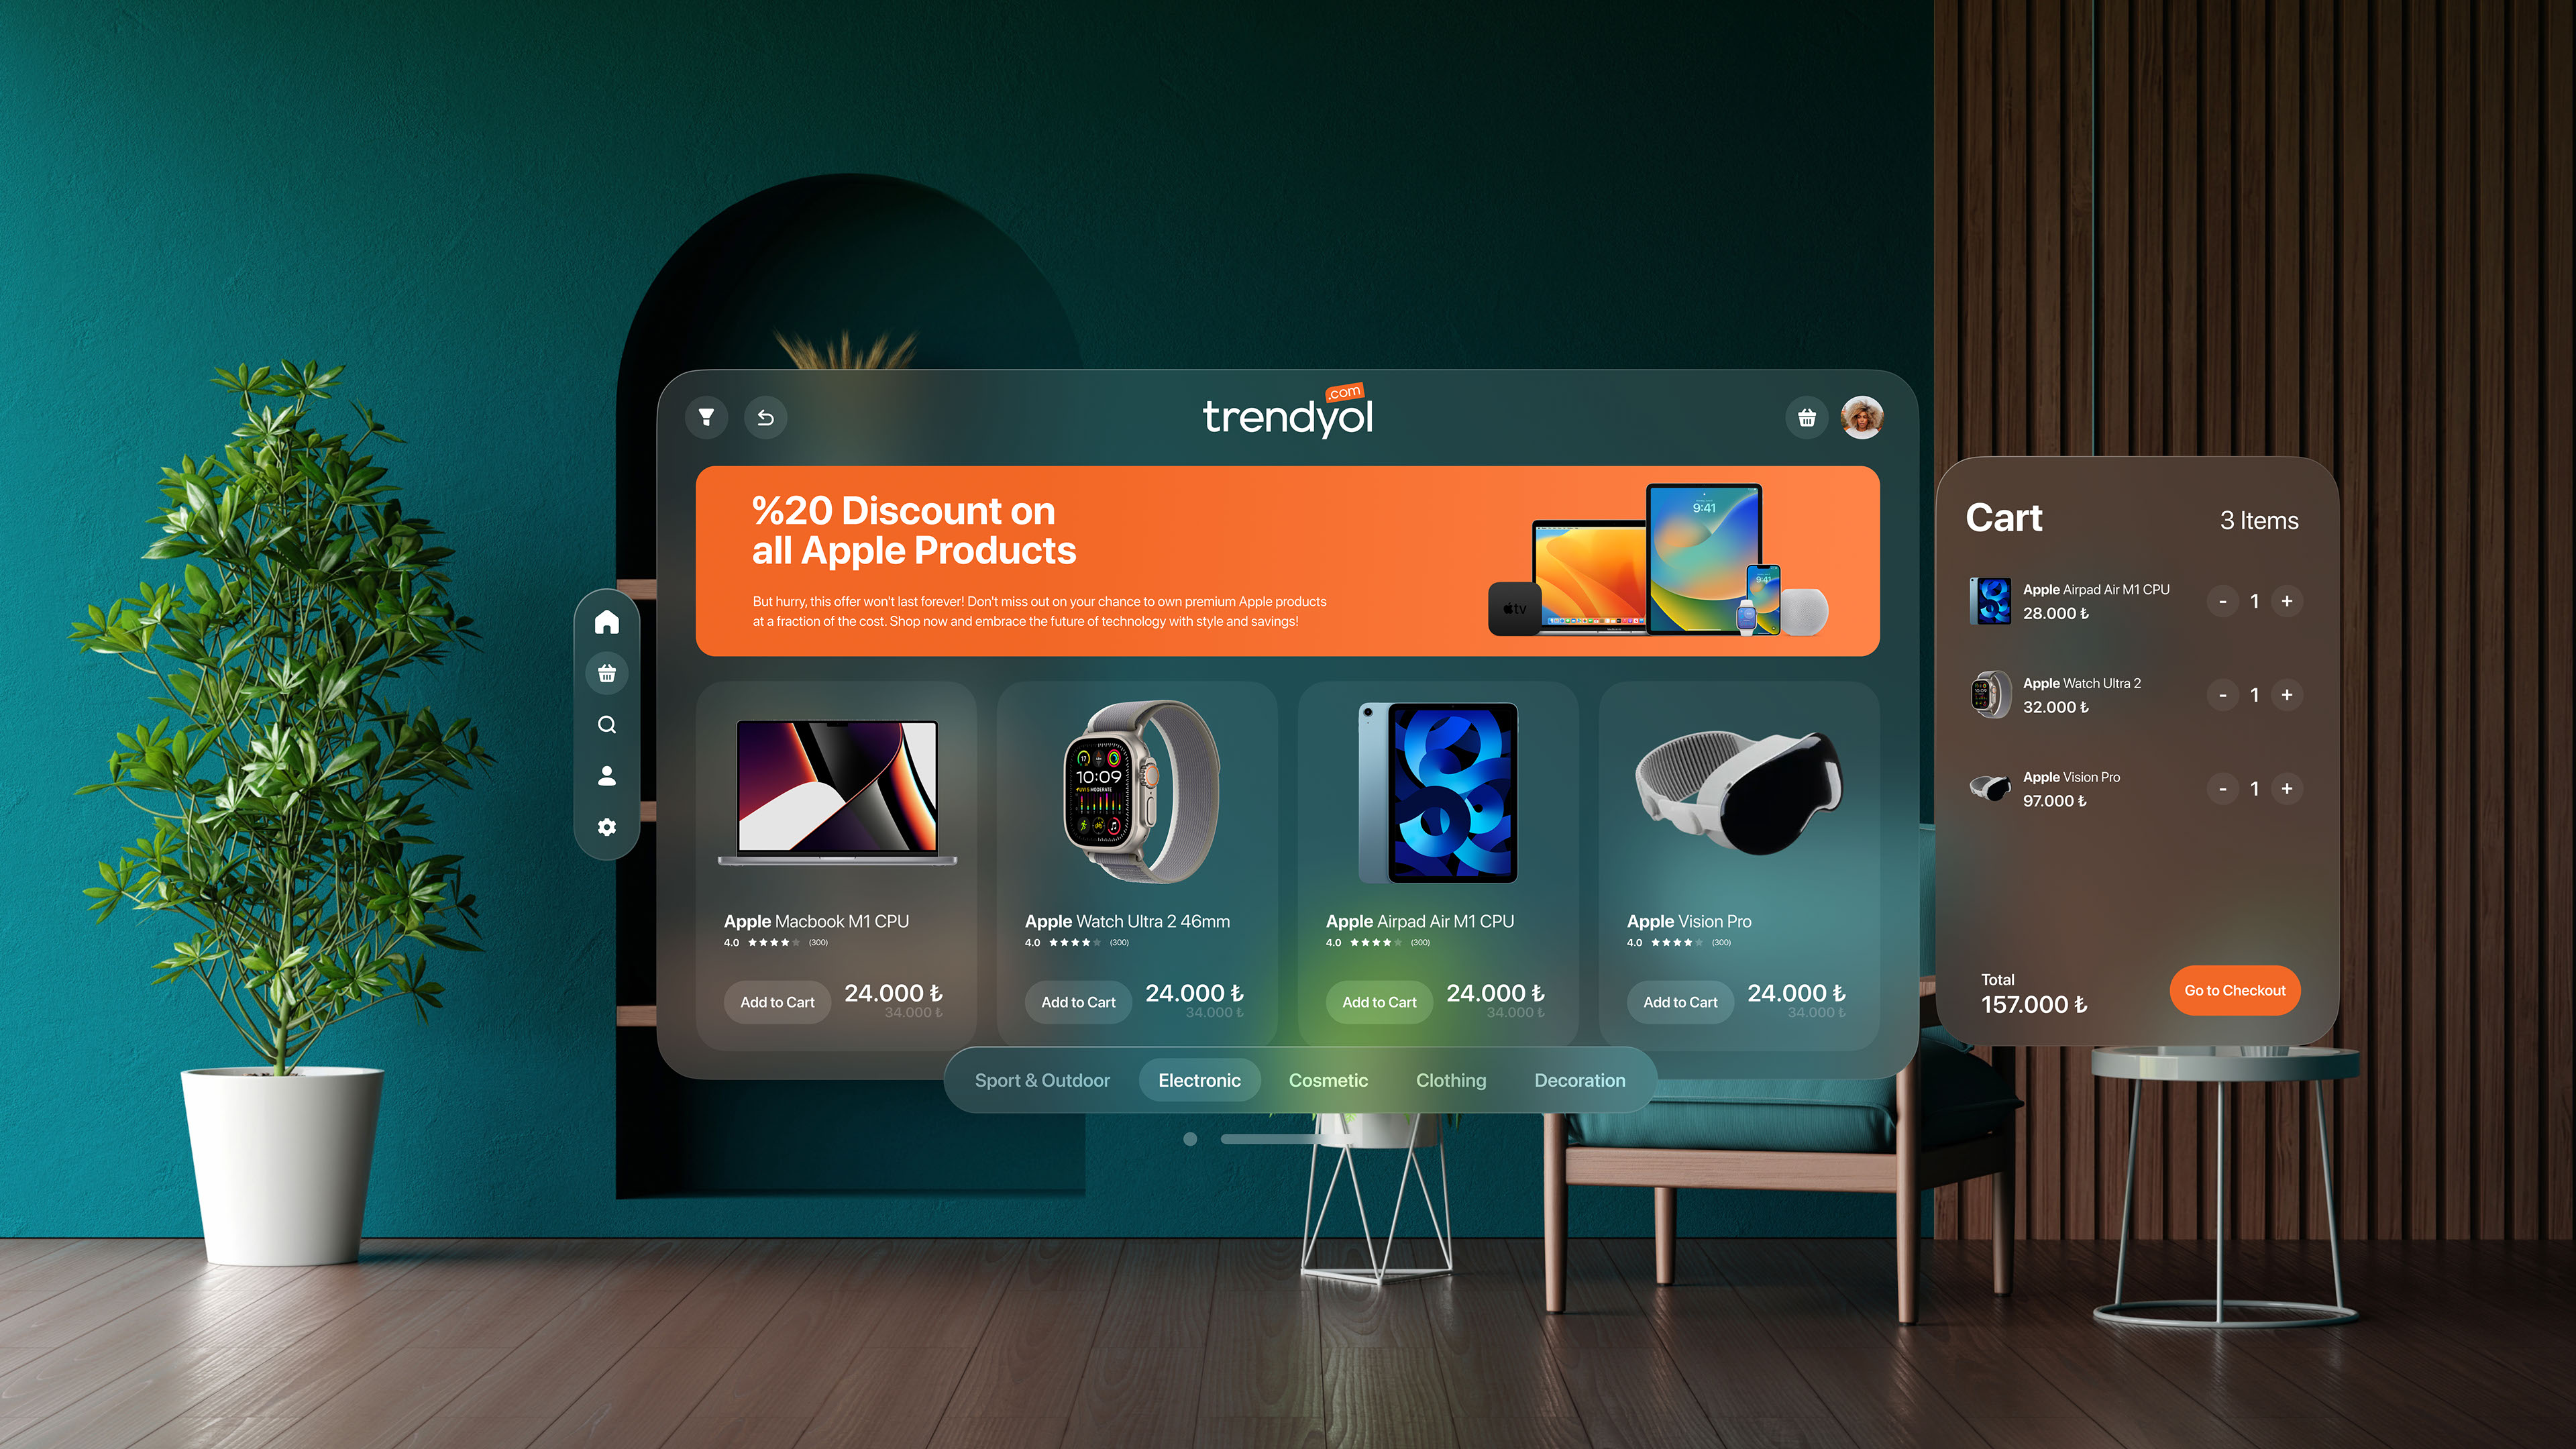 trendyol
.com
%20 Discount on
all Apple Products
But hurry, this offer won't last forever! Don't miss out on your chance to own premium Apple products
at a fraction of the cost. Shop now and embrace the future of technology with style and savings!
tv
9:41
9:41
10:09
Apple Macbook M1 CPU
4.0 (300)
Add to Cart
24.000 ₺
34.000 ₺
Apple Watch Ultra 2 46mm
4.0 (300)
Add to Cart
24.000 ₺
34.000 ₺
Apple Airpad Air M1 CPU
4.0 (300)
Add to Cart
24.000 ₺
34.000 ₺
Apple Vision Pro
4.0 (300)
Add to Cart
24.000 ₺
34.000 ₺
Sport & Outdoor
Electronic
Cosmetic
Clothing
Decoration
Cart
3 Items
Apple Airpad Air M1 CPU
28.000 ₺
- 1 +
Apple Watch Ultra 2
32.000 ₺
- 1 +
Apple Vision Pro
97.000 ₺
- 1 +
Total
157.000 ₺
Go to Checkout